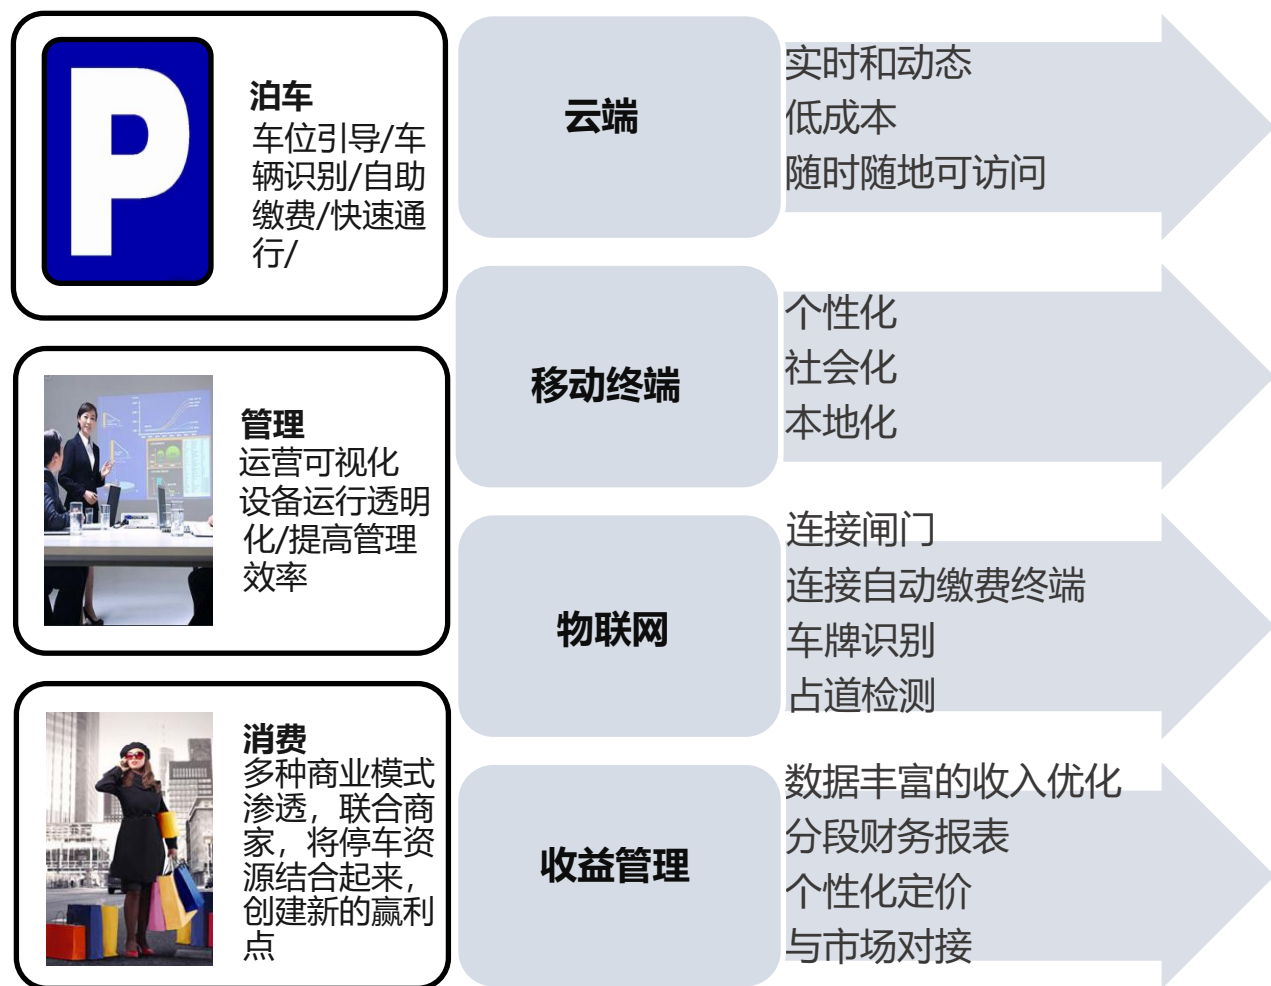 P
泊车
车位引导/车
辆识别/自助
缴费/快速通
行/
管理
运营可视化
设备运行透明
化/提高管理
效率
消费
多种商业模式
渗透，联合商
家，将停车资
源结合起来，
创建新的赢利
点
云端
实时和动态
低成本
随时随地可访问
移动终端
个性化
社会化
本地化
物联网
连接闸门
连接自动缴费终端
车牌识别
占道检测
收益管理
数据丰富的收入优化
分段财务报表
个性化定价
与市场对接